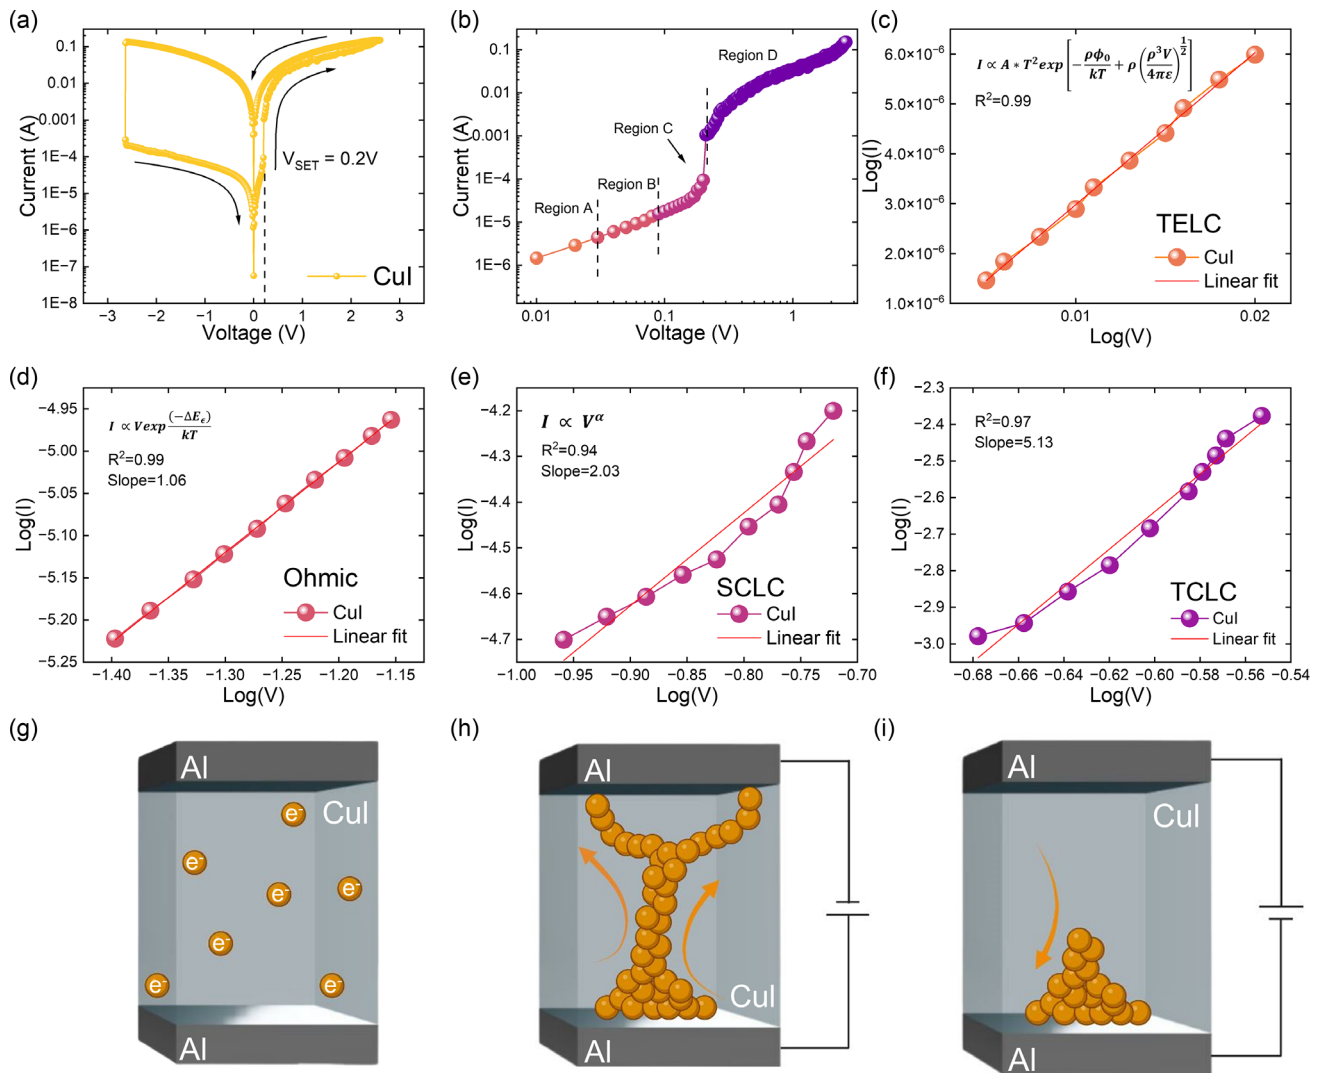 (a)
0.1
0.01
0.001
1E−4
1E−5
1E−6
1E−7
1E−8
Current (A)
V_SET = 0.2V
CuI
−3 −2 −1 0 1 2 3
Voltage (V)
(b)
0.1
0.01
0.001
1E−4
1E−5
1E−6
Current (A)
Region A
Region B
Region C
Region D
0.01 0.1 1
Voltage (V)
(c)
6.0×10^-6
5.0×10^-6
4.0×10^-6
3.0×10^-6
2.0×10^-6
1.0×10^-6
Log(I)
I ∝ A ∗ T^2 exp[−ρϕ_0/kT + ρ(ρ^3V/4πε)^1/2]
R^2=0.99
TELC
CuI
Linear fit
0.01 0.02
Log(V)
(d)
−4.95
−5.00
−5.05
−5.10
−5.15
−5.20
−5.25
Log(I)
I ∝ Vexp (−ΔE_ϵ)/kT
R^2=0.99
Slope=1.06
Ohmic
CuI
Linear fit
−1.40 −1.35 −1.30 −1.25 −1.20 −1.15
Log(V)
(e)
−4.2
−4.3
−4.4
−4.5
−4.6
−4.7
Log(I)
I ∝ V^α
R^2=0.94
Slope=2.03
SCLC
CuI
Linear fit
−1.00 −0.95 −0.90 −0.85 −0.80 −0.75 −0.70
Log(V)
(f)
−2.3
−2.4
−2.5
−2.6
−2.7
−2.8
−2.9
−3.0
Log(I)
R^2=0.97
Slope=5.13
TCLC
CuI
Linear fit
−0.68 −0.66 −0.64 −0.62 −0.60 −0.58 −0.56 −0.54
Log(V)
(g)
Al
CuI
e^-
e^-
e^-
e^-
e^-
e^-
e^-
Al
(h)
Al
CuI
Al
(i)
Al
CuI
Al